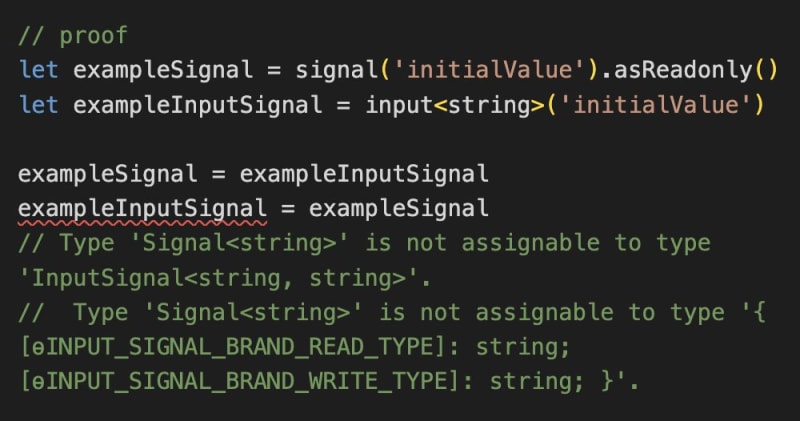 // proof
let exampleSignal = signal('initialValue').asReadonly()
let exampleInputSignal = input<string>('initialValue')
exampleSignal = exampleInputSignal
exampleInputSignal = exampleSignal
// Type 'Signal<string>' is not assignable to type
'InputSignal<string, string>'.
//  Type 'Signal<string>' is not assignable to type '{
[ɵINPUT_SIGNAL_BRAND_READ_TYPE]: string;
[ɵINPUT_SIGNAL_BRAND_WRITE_TYPE]: string; }'.